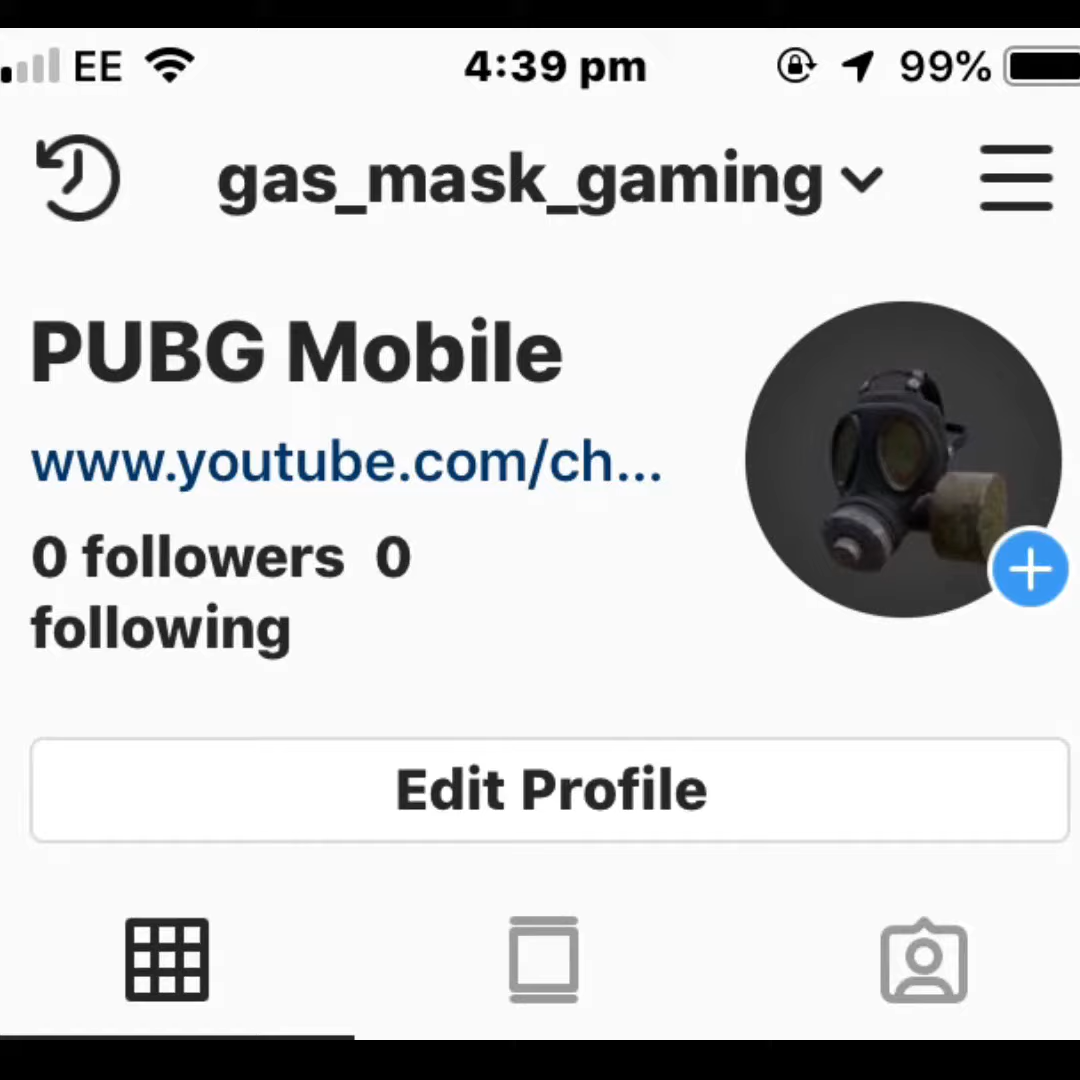 EE 4:39 pm 99%
gas_mask_gaming
PUBG Mobile
www.youtube.com/ch...
0 followers 0
following
Edit Profile